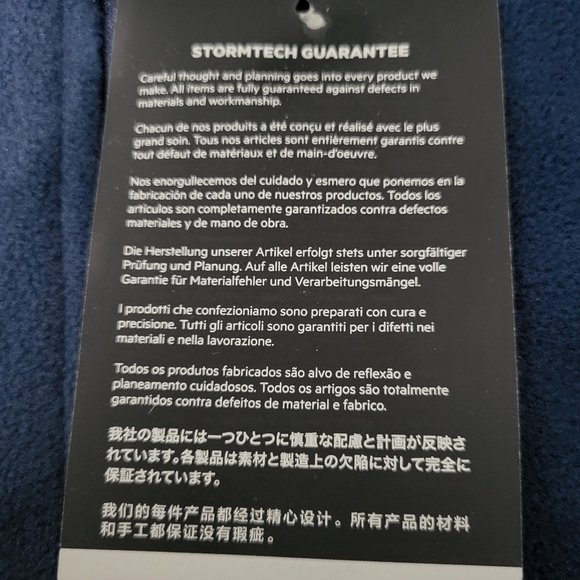 STORMTECH GUARANTEE
Careful thought and planning goes into every product we
make. All items are fully guaranteed against defects in
materials and workmanship.
Chacun de nos produits a été conçu et réalisé avec le plus
grand soin. Tous nos articles sont entièrement garantis contre
tout défaut de matériaux et de main-d'oeuvre.
Nos enorgullecemos del cuidado y esmero que ponemos en la
fabricación de cada uno de nuestros productos. Todos los
artículos son completamente garantizados contra defectos
materiales y de mano de obra.
Die Herstellung unserer Artikel erfolgt stets unter sorgfältiger
Prüfung und Planung. Auf alle Artikel leisten wir eine volle
Garantie für Materialfehler und Verarbeitungsmängel.
I prodotti che confezioniamo sono preparati con cura e
precisione. Tutti gli articoli sono garantiti per i difetti nei
materiali e nella lavorazione.
Todos os produtos fabricados são alvo de reflexão e
planeamento cuidadosos. Todos os artigos são totalmente
garantidos contra defeitos de material e fabrico.
我社の製品には一つひとつに慎重な配慮と計画が反映さ
れています。各製品は素材と製造上の欠陥に対して完全に
保証されています。
我们的每件产品都经过精心设计。所有产品的材料
和手工都保证没有瑕疵。